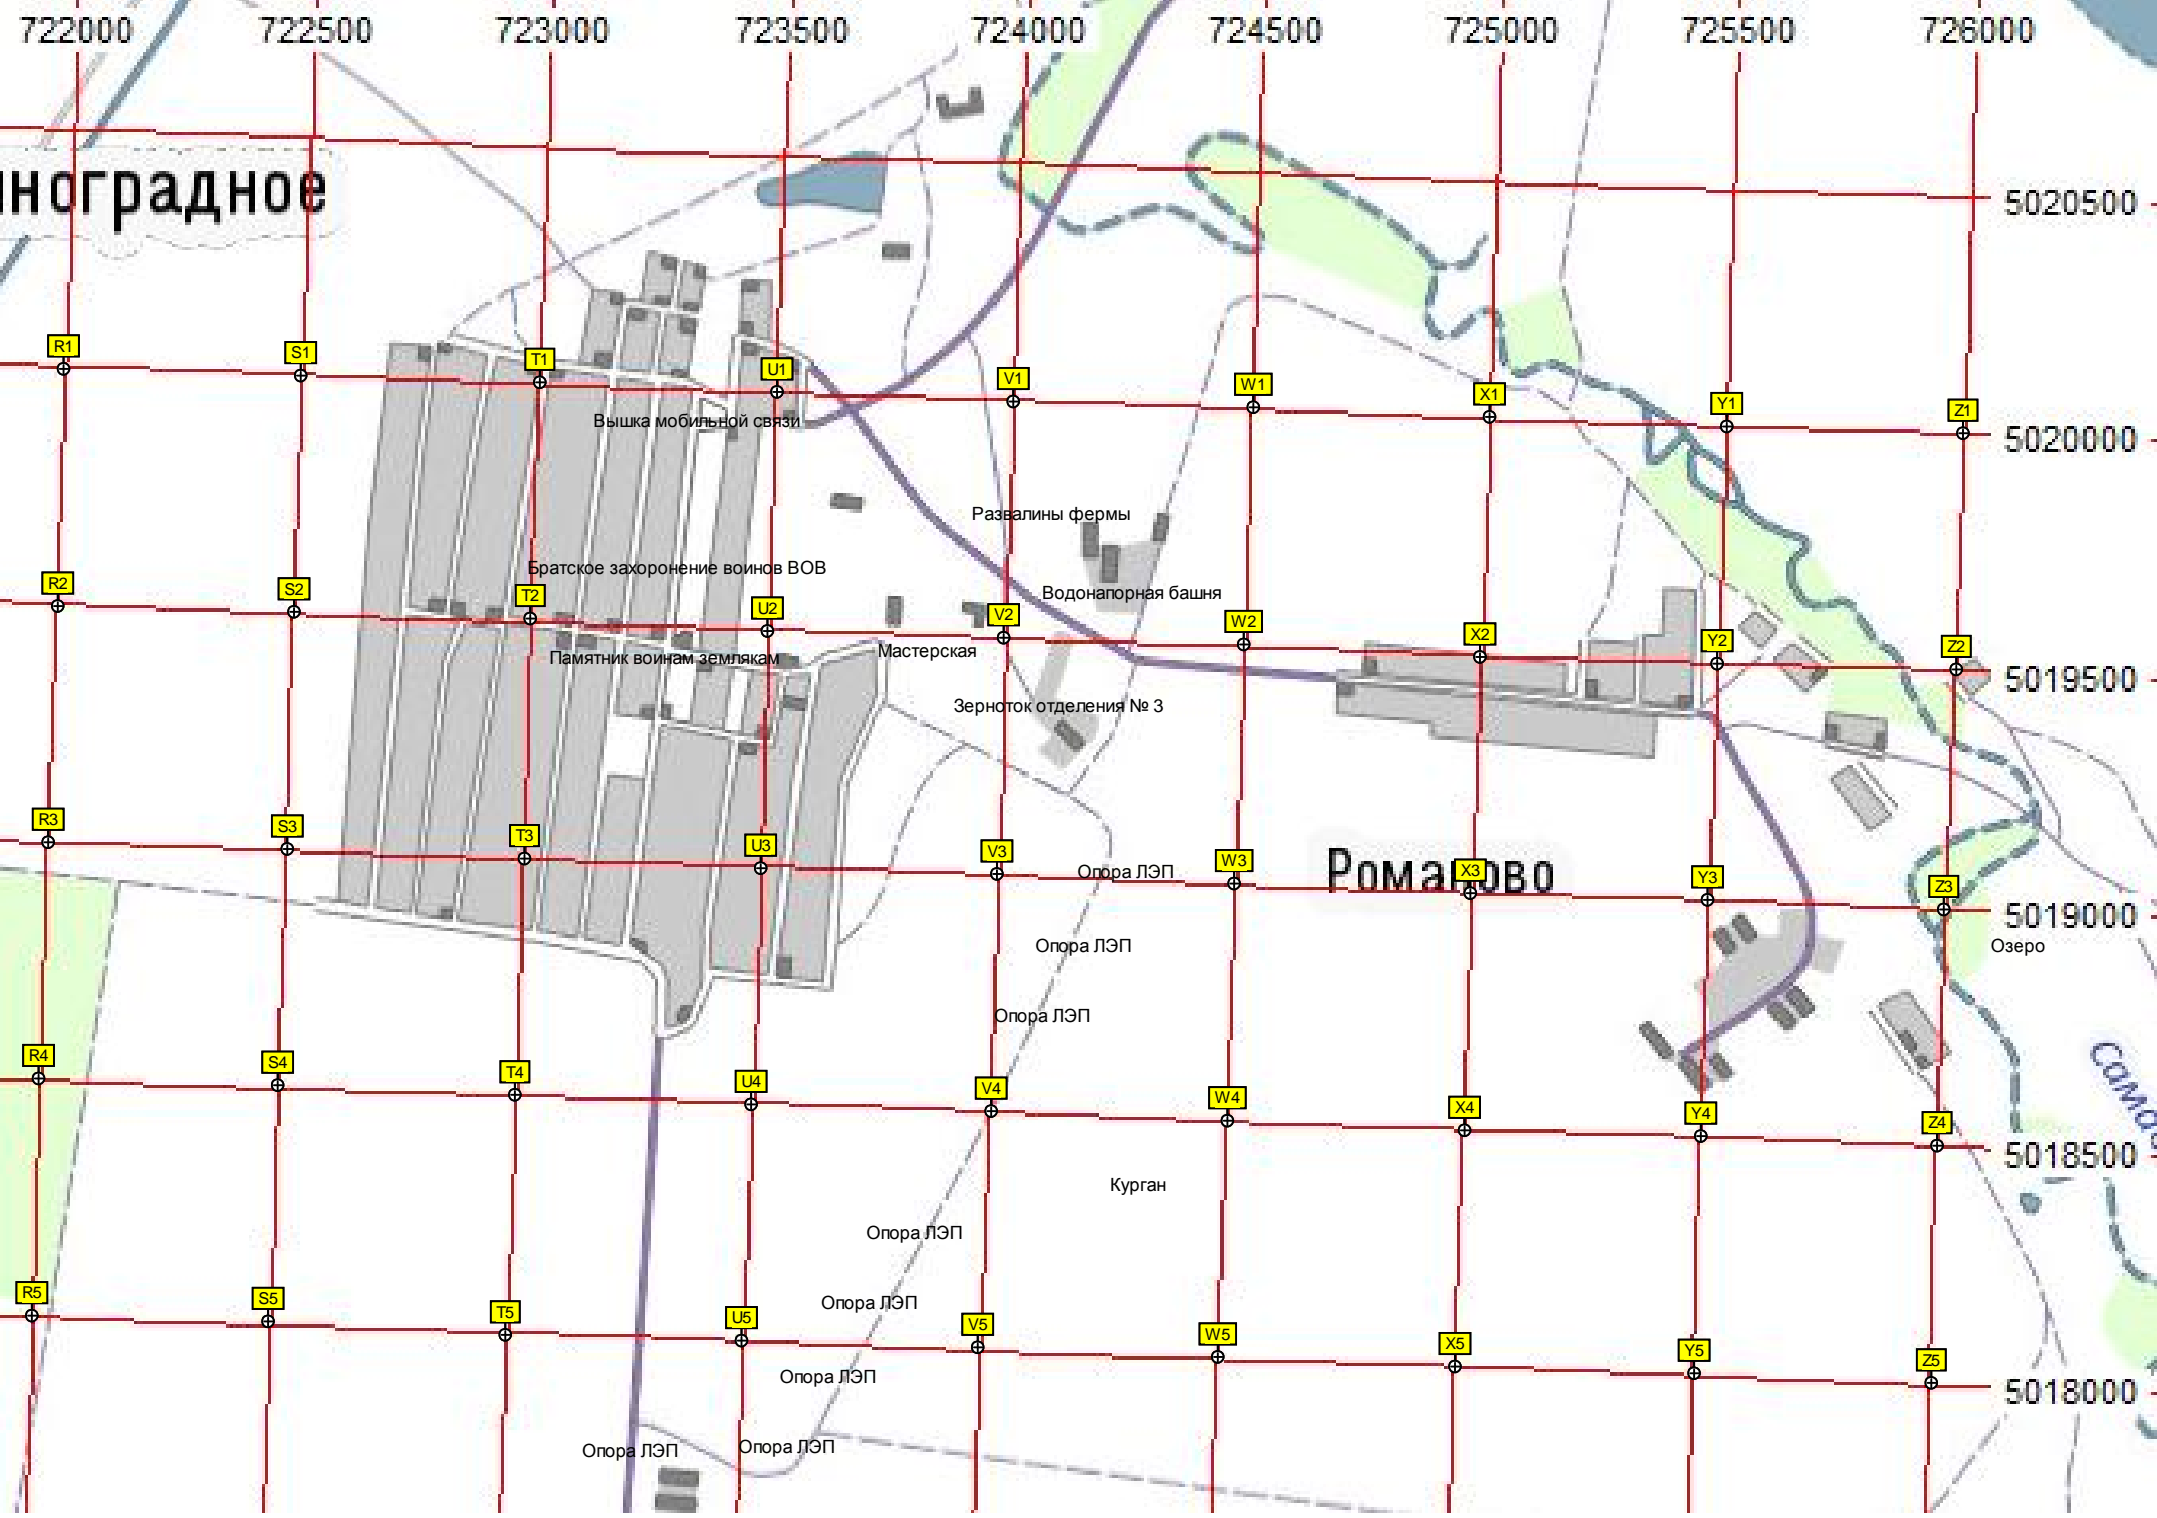 722000 722500 723000 723500 724000 724500 725000 725500 726000
ноградное
5020500
R1 S1 T1 U1 V1 W1 X1 Y1 Z1
5020000
Вышка мобильной связи
Развалины фермы
Братское захоронение воинов ВОВ
Водонапорная башня
R2 S2 T2 U2 V2 W2 X2 Y2 Z2
5019500
Памятник воинам землякам
Мастерская
Зерноток отделения № 3
R3 S3 T3 U3 V3 W3 X3 Y3 Z3
Опора ЛЭП
Романово
5019000
Опора ЛЭП
Озеро
Опора ЛЭП
R4 S4 T4 U4 V4 W4 X4 Y4 Z4
5018500
Курган
Опора ЛЭП
Опора ЛЭП
R5 S5 T5 U5 V5 W5 X5 Y5 Z5
Опора ЛЭП
5018000
Опора ЛЭП
Опора ЛЭП